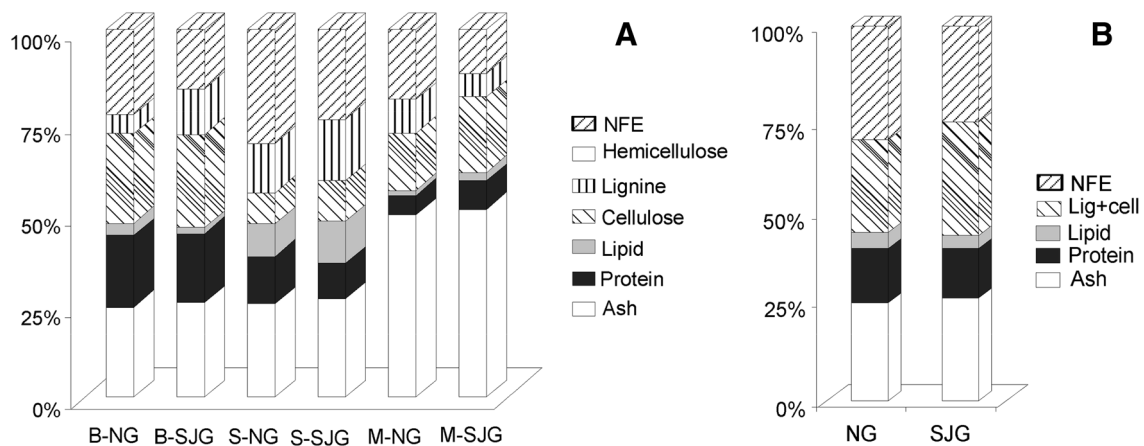 A
100%
75%
50%
25%
0%
B-NG B-SJG S-NG S-SJG M-NG M-SJG
NFE
Hemicellulose
Lignine
Cellulose
Lipid
Protein
Ash
B
100%
75%
50%
25%
0%
NG SJG
NFE
Lig+cell
Lipid
Protein
Ash